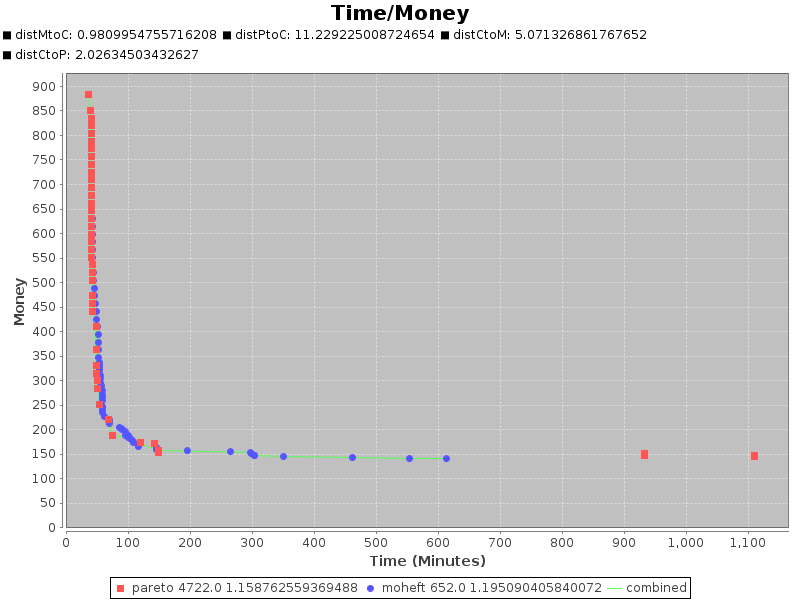 Time/Money
distMtoC: 0.9809954755716208 distPtoC: 11.229225008724654 distCtoM: 5.071326861767652
distCtoP: 2.02634503432627
900
850
800
750
700
650
600
550
500
450
400
350
300
250
200
150
100
50
0
Money
0 100 200 300 400 500 600 700 800 900 1,000 1,100
Time (Minutes)
pareto 4722.0 1.158762559369488 moheft 652.0 1.195090405840072 combined